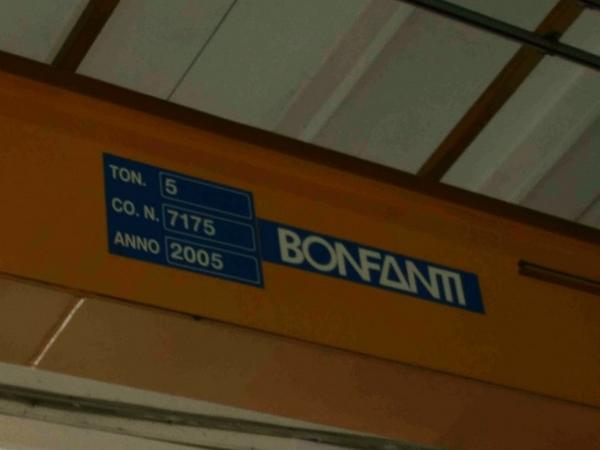 TON. 5
CO. N. 7175
ANNO 2005
BONFANTI